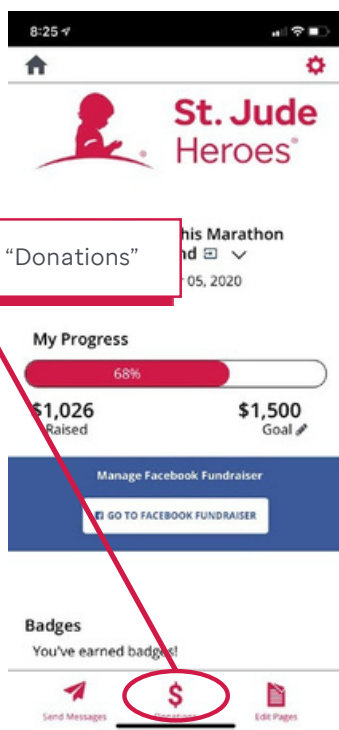 8:25
St. Jude
Heroes®
his Marathon
nd
"Donations"
05, 2020
My Progress
68%
$1,026
$1,500
Raised
Goal
Manage Facebook Fundraiser
GO TO FACEBOOK FUNDRAISER
Badges
You've earned badges!
$
Send Messages
Donations
Edit Pages